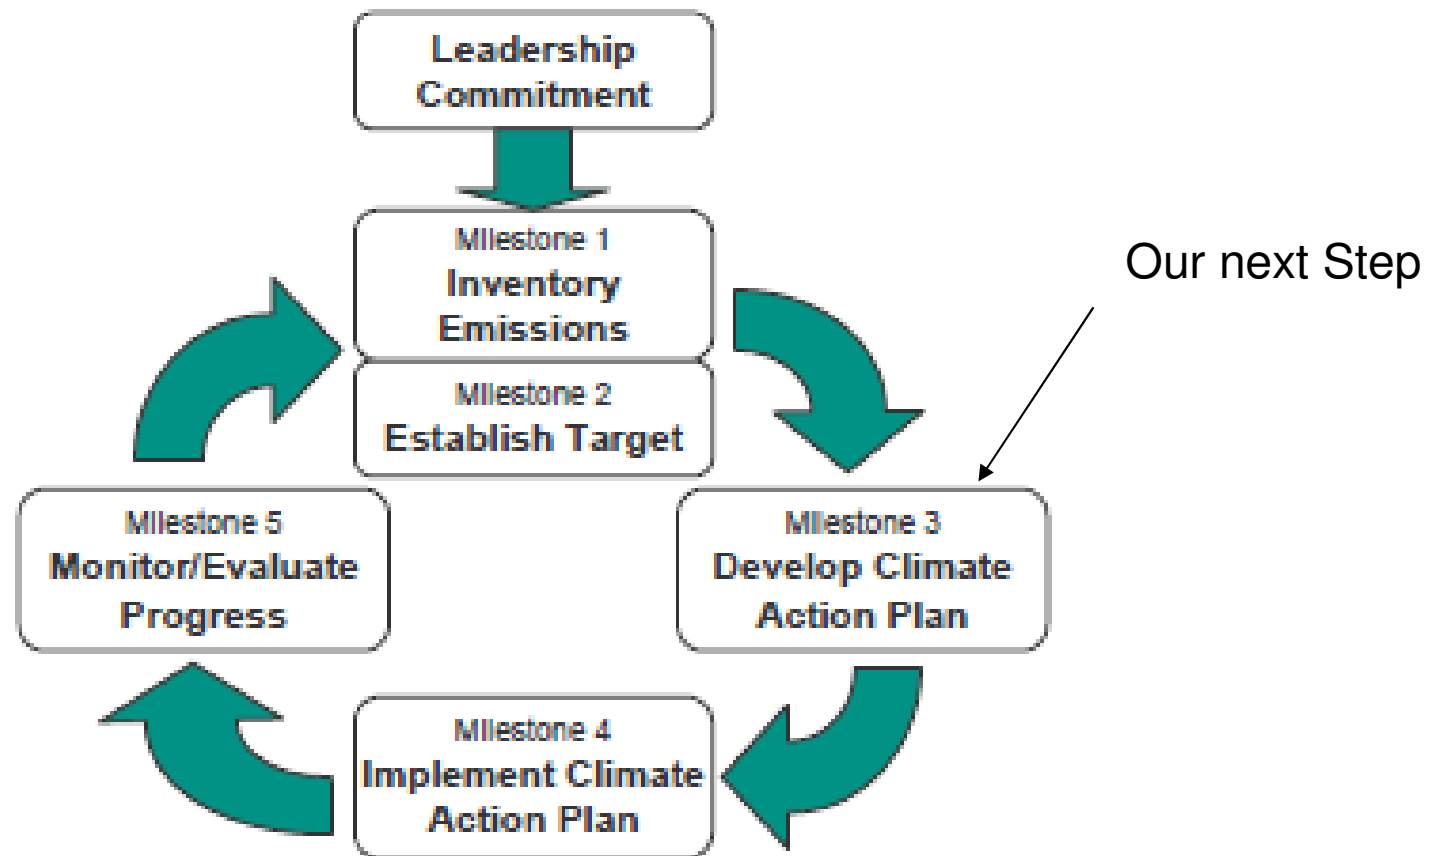 Leadership
Commitment
Milestone 1
Inventory
Emissions
Our next Step
Milestone 2
Establish Target
Milestone 5
Monitor/Evaluate
Progress
Milestone 3
Develop Climate
Action Plan
Milestone 4
Implement Climate
Action Plan